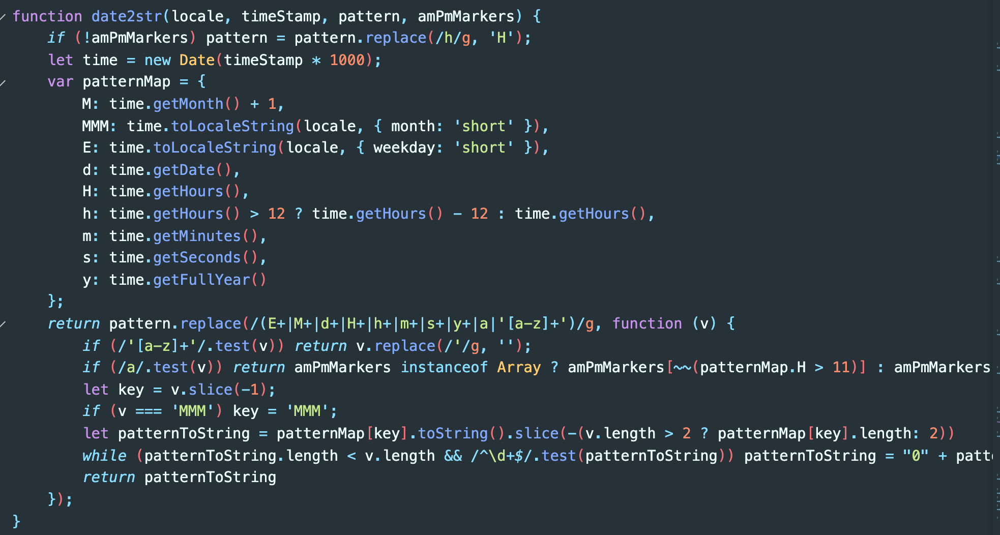 function date2str(locale, timeStamp, pattern, amPmMarkers) {
    if (!amPmMarkers) pattern = pattern.replace(/h/g, 'H');
    let time = new Date(timeStamp * 1000);
    var patternMap = {
        M: time.getMonth() + 1,
        MMM: time.toLocaleString(locale, { month: 'short' }),
        E: time.toLocaleString(locale, { weekday: 'short' }),
        d: time.getDate(),
        H: time.getHours(),
        h: time.getHours() > 12 ? time.getHours() - 12 : time.getHours(),
        m: time.getMinutes(),
        s: time.getSeconds(),
        y: time.getFullYear()
    };
    return pattern.replace(/(E+|M+|d+|H+|h+|m+|s+|y+|a|'[a-z]+')/g, function (v) {
        if (/'[a-z]+'/.test(v)) return v.replace(/'/g, '');
        if (/a/.test(v)) return amPmMarkers instanceof Array ? amPmMarkers[~~(patternMap.H > 11)] : amPmMarkers
        let key = v.slice(-1);
        if (v === 'MMM') key = 'MMM';
        let patternToString = patternMap[key].toString().slice(-(v.length > 2 ? patternMap[key].length: 2))
        while (patternToString.length < v.length && /^\d+$/.test(patternToString)) patternToString = "0" +
        return patternToString
    });
}